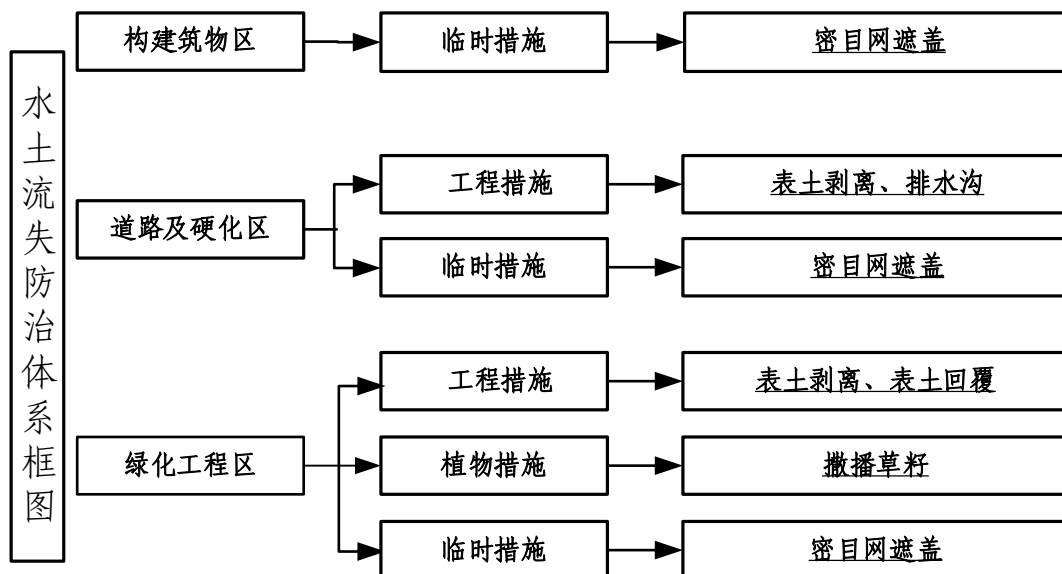 水土流失防治体系框图
构建筑物区
临时措施
密目网遮盖
道路及硬化区
工程措施
表土剥离、排水沟
临时措施
密目网遮盖
绿化工程区
工程措施
表土剥离、表土回覆
植物措施
撒播草籽
临时措施
密目网遮盖